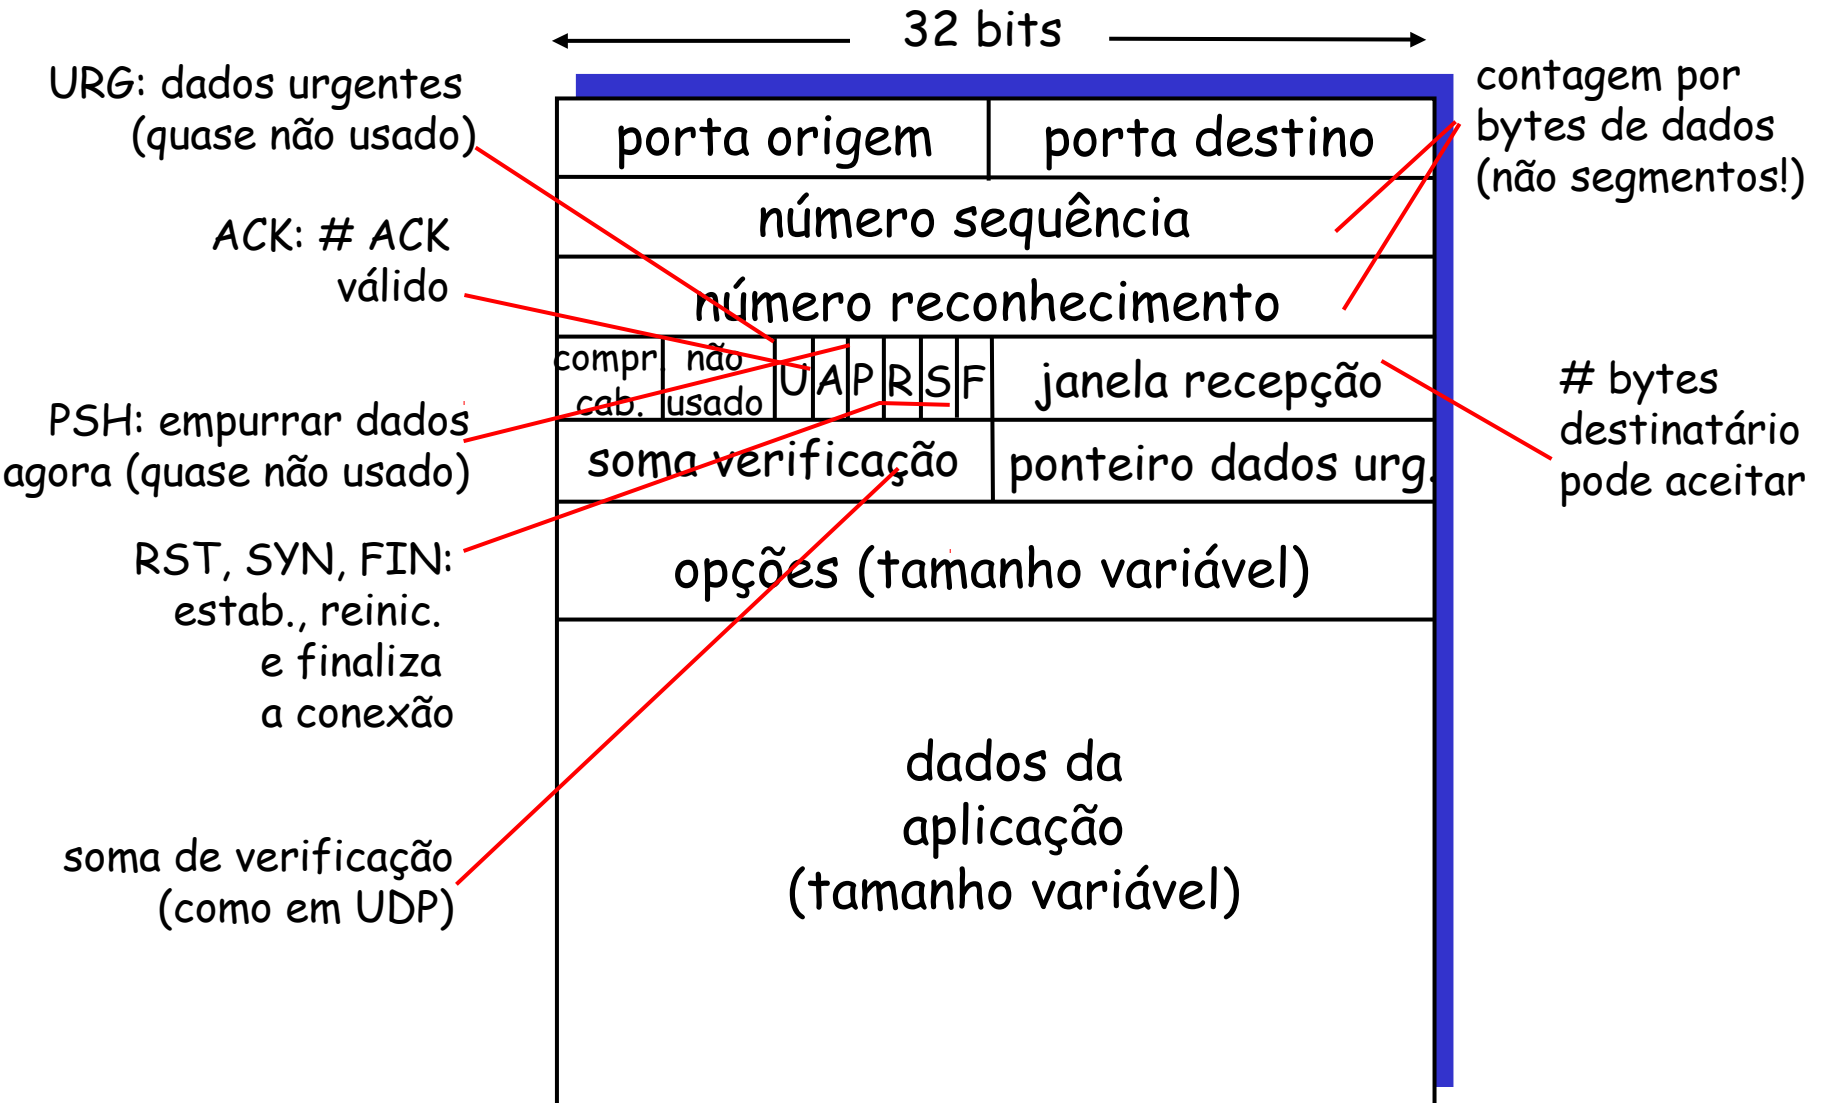 32 bits
URG: dados urgentes
(quase não usado)
ACK: # ACK
válido
PSH: empurrar dados
agora (quase não usado)
RST, SYN, FIN:
estab., reinic.
e finaliza
a conexão
soma de verificação
(como em UDP)
porta origem
porta destino
número sequência
número reconhecimento
compr.
cab.
não
usado
U A P R S F
janela recepção
soma verificação
ponteiro dados urg.
opções (tamanho variável)
dados da
aplicação
(tamanho variável)
contagem por
bytes de dados
(não segmentos!)
# bytes
destinatário
pode aceitar